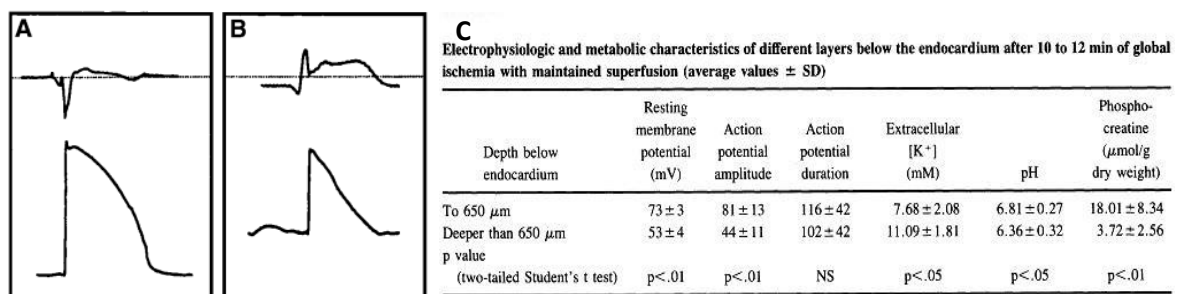 A
B
C
Electrophysiologic and metabolic characteristics of different layers below the endocardium after 10 to 12 min of global
ischemia with maintained superfusion (average values ± SD)
Depth below endocardium Resting membrane potential (mV) Action potential amplitude Action potential duration Extracellular [K+] (mM) pH Phospho-creatine (μmol/g dry weight)
To 650 μm 73±3 81±13 116±42 7.68±2.08 6.81±0.27 18.01±8.34
Deeper than 650 μm 53±4 44±11 102±42 11.09±1.81 6.36±0.32 3.72±2.56
p value
(two-tailed Student's t test) p<.01 p<.01 NS p<.05 p<.05 p<.01